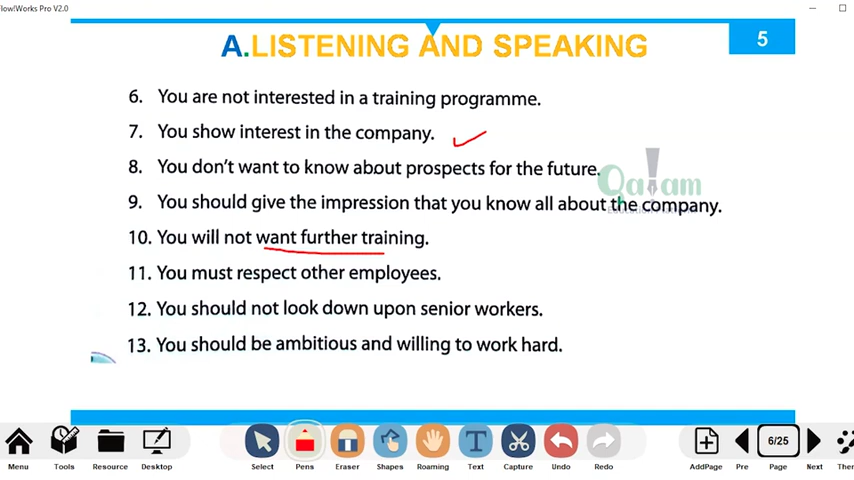 Flow!Works Pro V2.0
A.LISTENING AND SPEAKING
5
6. You are not interested in a training programme.
7. You show interest in the company.
8. You don't want to know about prospects for the future.
9. You should give the impression that you know all about the company.
10. You will not want further training.
11. You must respect other employees.
12. You should not look down upon senior workers.
13. You should be ambitious and willing to work hard.
Qalam
6/25
Menu Tools Resource Desktop Select Pens Eraser Shapes Roaming Text Capture Undo Redo AddPage Pre Page Next